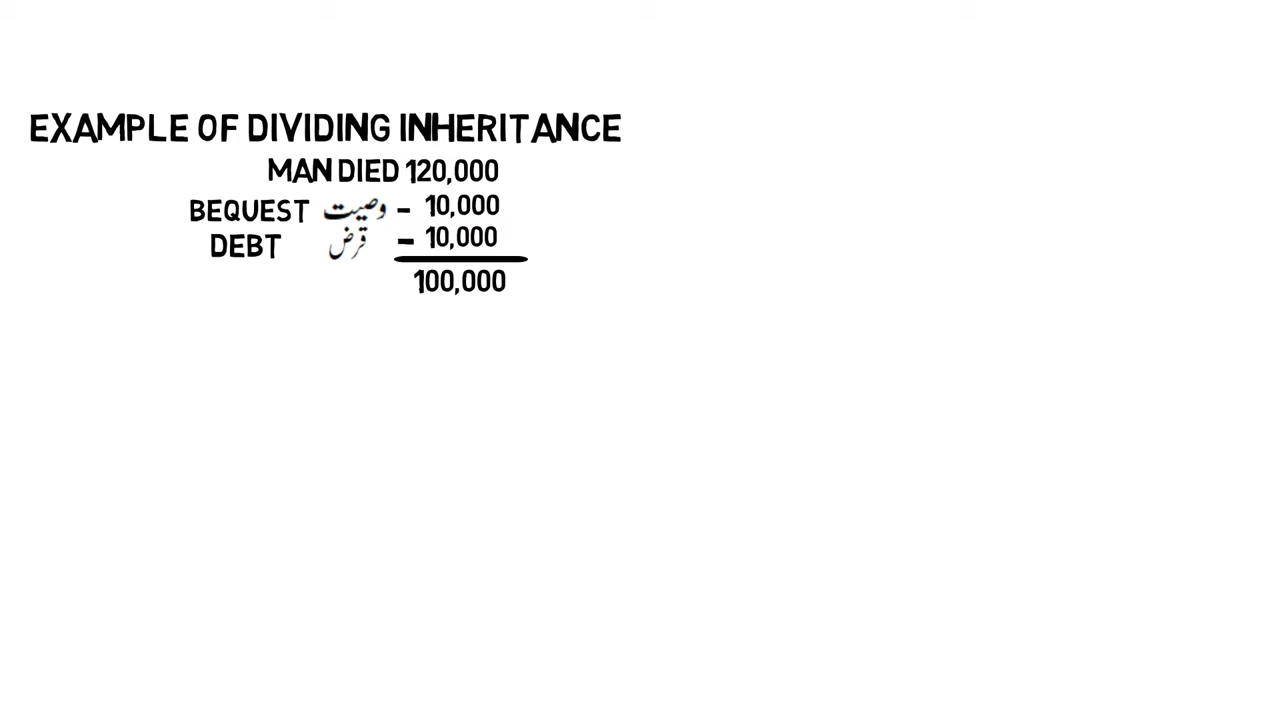 EXAMPLE OF DIVIDING INHERITANCE
MAN DIED 120,000
BEQUEST وصیت - 10,000
DEBT قرض - 10,000
100,000